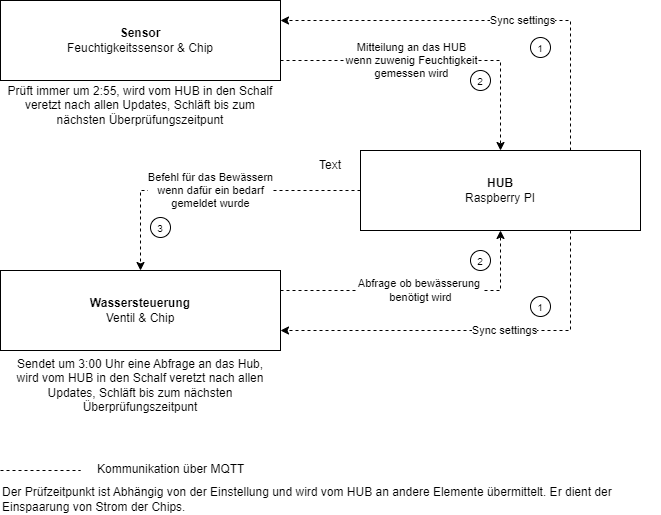 Sensor
Feuchtigkeitssensor & Chip
Sync settings
1
Mitteilung an das HUB
wenn zuwenig Feuchtigkeit
gemessen wird
2
Prüft immer um 2:55, wird vom HUB in den Schalf
veretzt nach allen Updates, Schläft bis zum
nächsten Überprüfungszeitpunt
Text
Befehl für das Bewässern
wenn dafür ein bedarf
gemeldet wurde
3
HUB
Raspberry PI
2
Wassersteuerung
Ventil & Chip
Abfrage ob bewässerung
benötigt wird
1
Sync settings
Sendet um 3:00 Uhr eine Abfrage an das Hub,
wird vom HUB in den Schalf veretzt nach allen
Updates, Schläft bis zum nächsten
Überprüfungszeitpunt
Kommunikation über MQTT
Der Prüfzeitpunkt ist Abhängig von der Einstellung und wird vom HUB an andere Elemente übermittelt. Er dient der
Einspaarung von Strom der Chips.